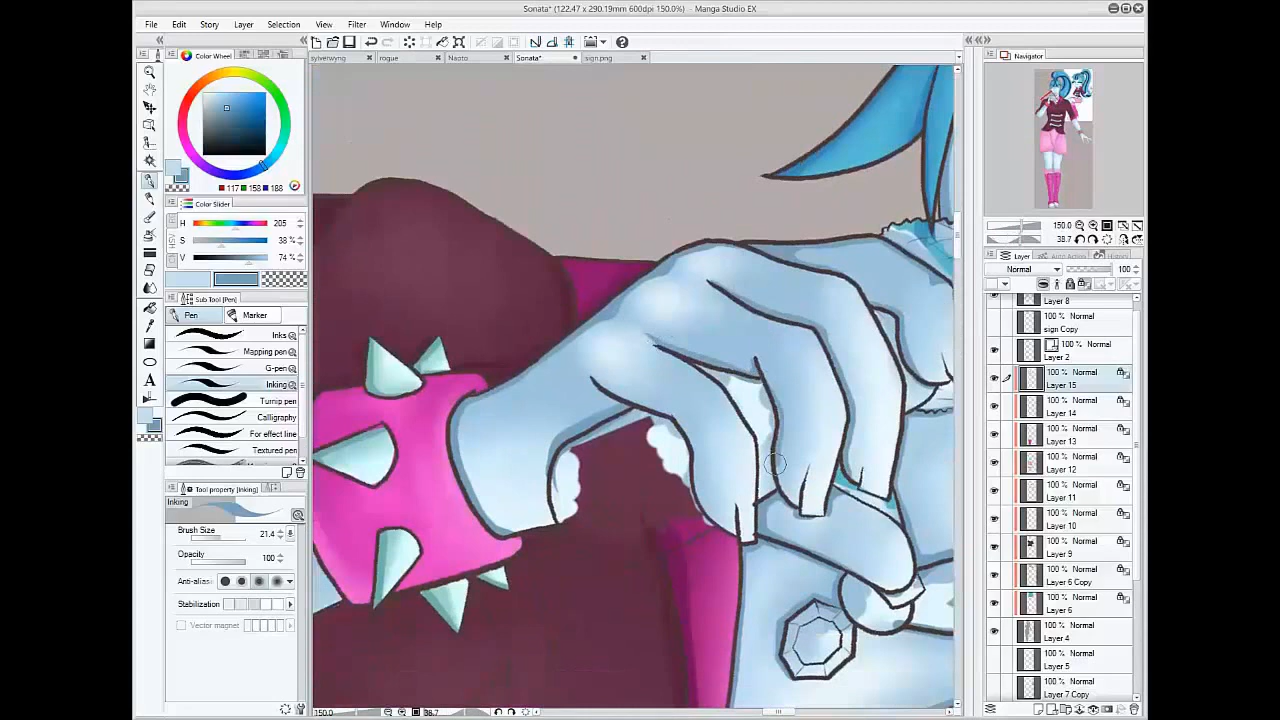 Sonata* (122.47 x 290.19mm 600dpi 150.0%) - Manga Studio EX
File Edit Story Layer Selection View Filter Window Help
Color Wheel
sylverwyng rogue Naoto Sonata* sign.png
Navigator
117 158 188
Color Slider
H 205
S 38 %
V 74 %
150.0
38.7
Layer
Normal 100
Sub Tool [Pen]
Pen Marker
Inks
Mapping pen
G-pen
Inking
Turnip pen
Calligraphy
For effect line
Textured pen
Tool property [Inking]
Inking
Brush Size 21.4
Opacity 100
Anti-alias
Stabilization
Vector magnet
Layer 8
100 % Normal
sign Copy
100 % Normal
Layer 2
100 % Normal
Layer 15
100 % Normal
Layer 14
100 % Normal
Layer 13
100 % Normal
Layer 12
100 % Normal
Layer 11
100 % Normal
Layer 10
100 % Normal
Layer 9
100 % Normal
Layer 6 Copy
100 % Normal
Layer 6
100 % Normal
Layer 4
100 % Normal
Layer 5
100 % Normal
Layer 7 Copy
150.0 38.7